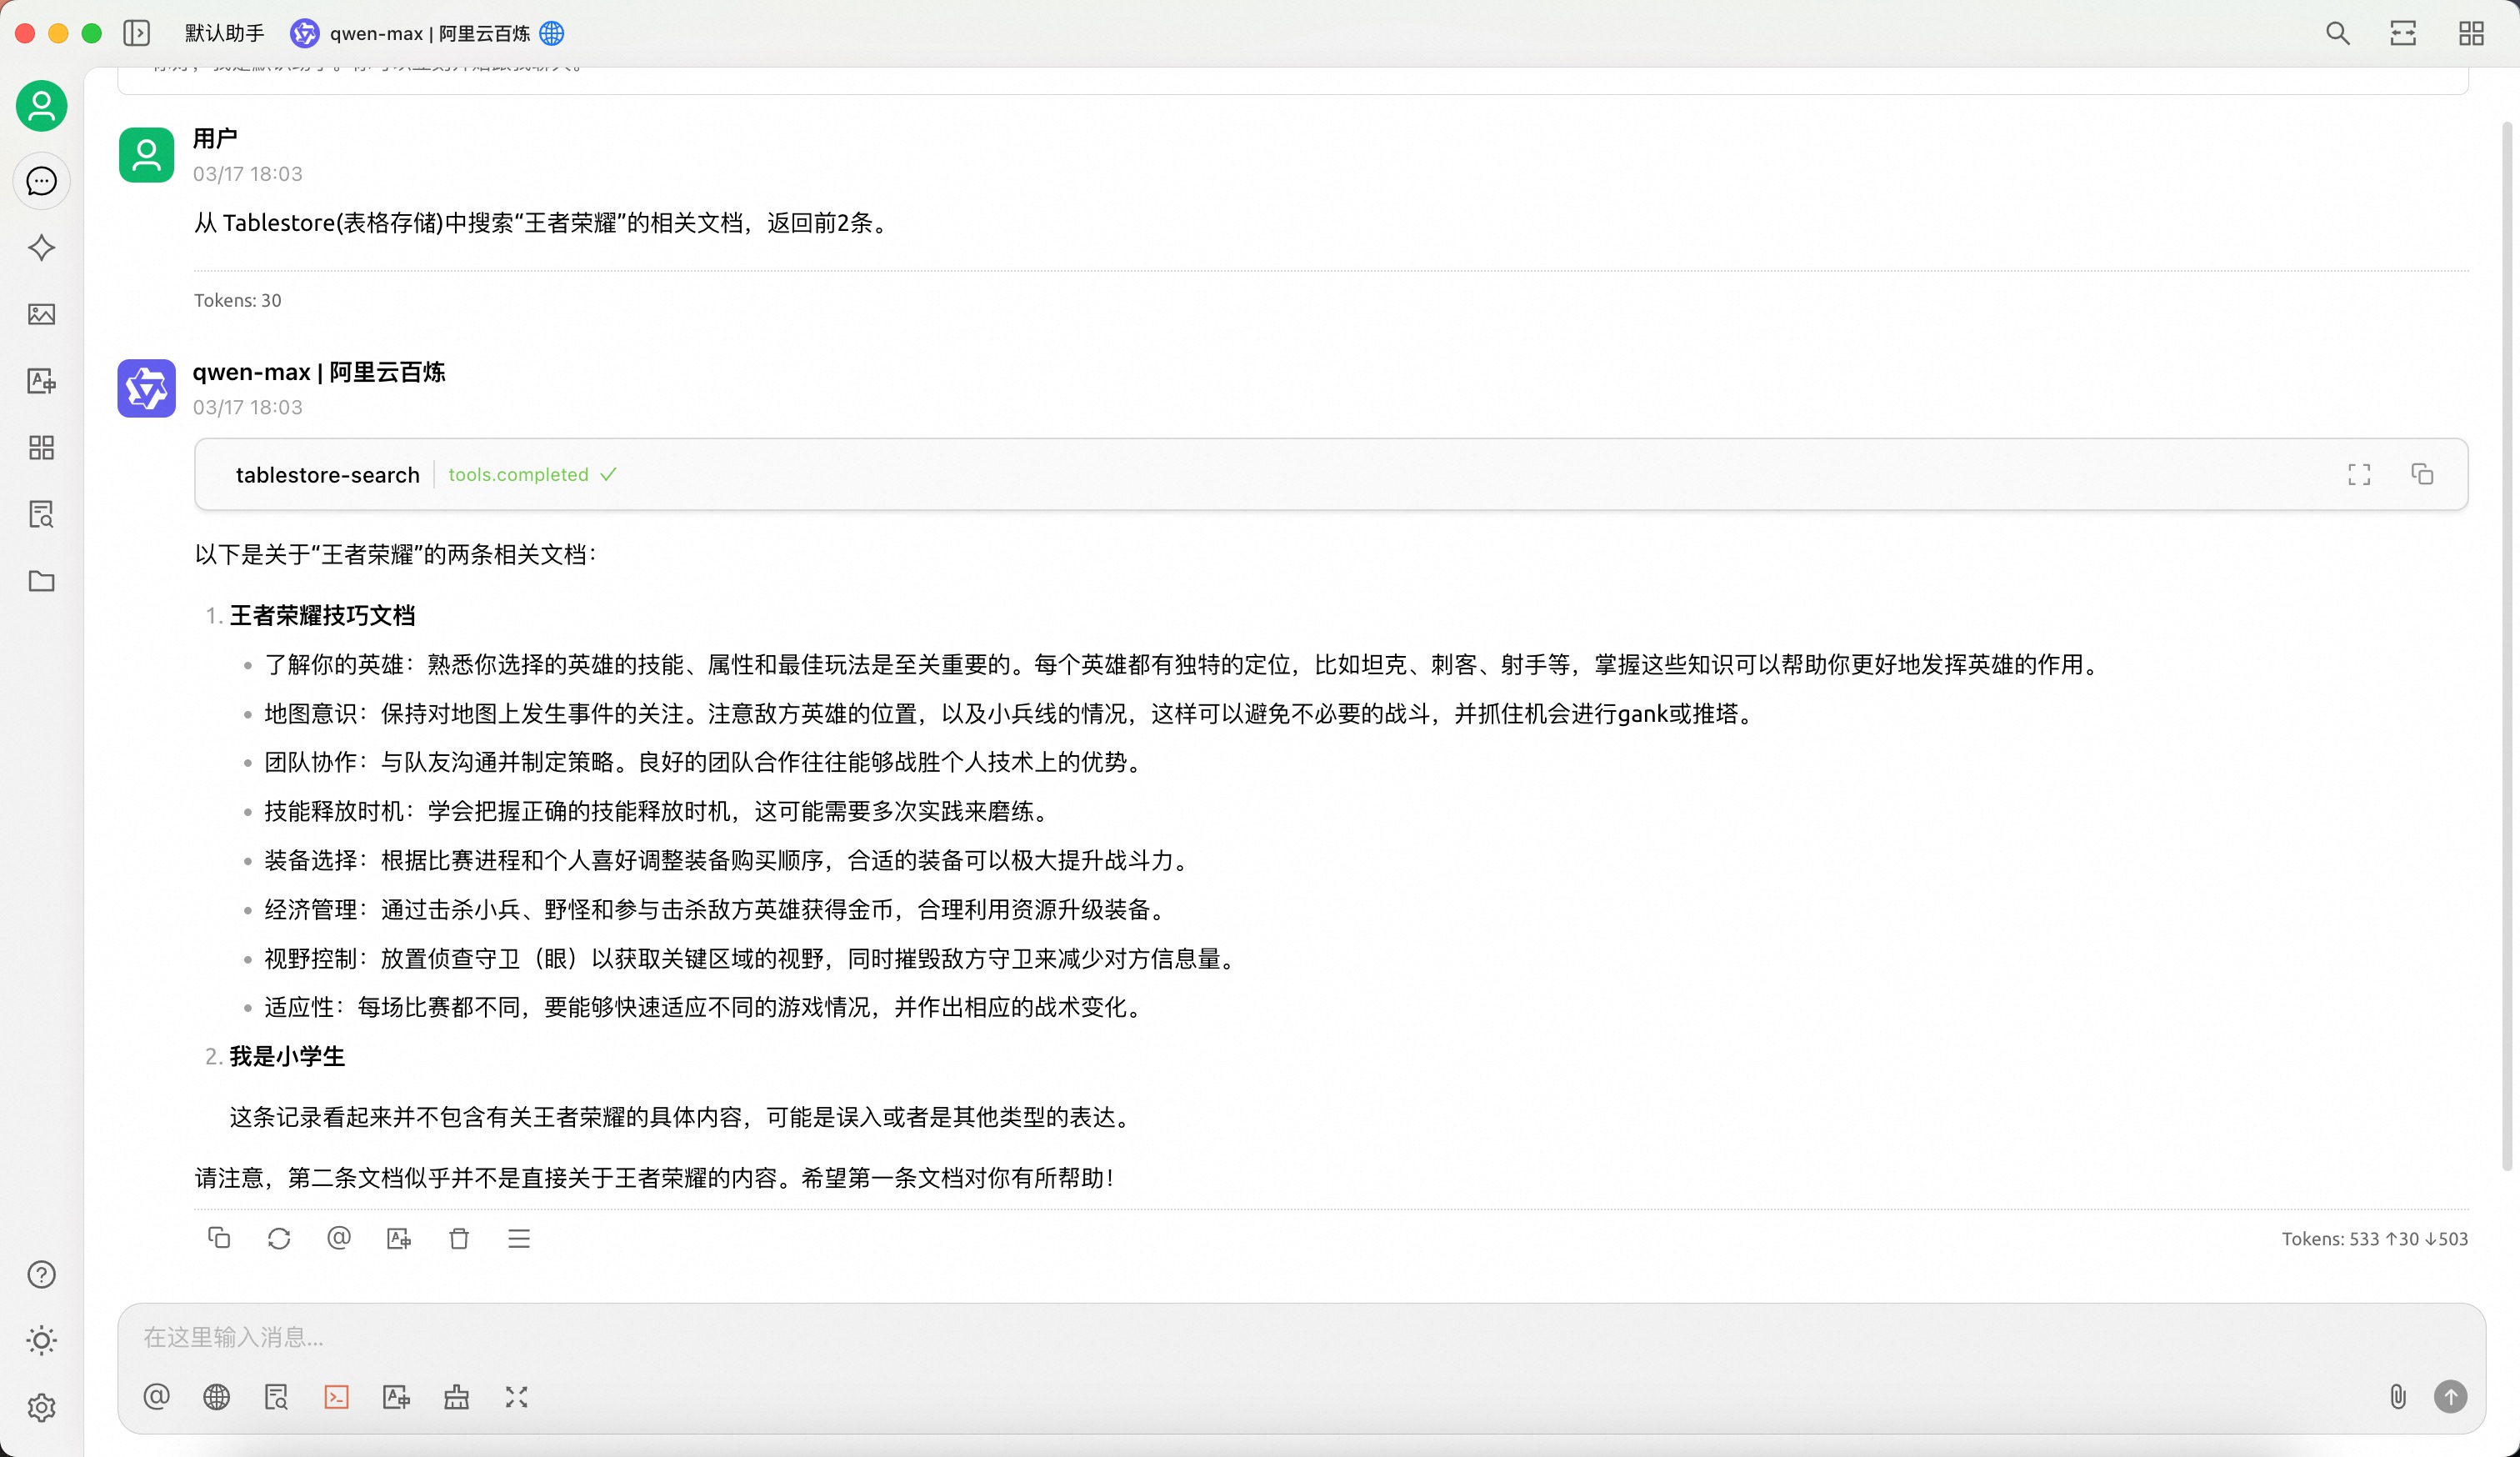 默认助手
qwen-max | 阿里云百炼
用户
03/17 18:03
从 Tablestore(表格存储)中搜索“王者荣耀”的相关文档，返回前2条。
Tokens: 30
qwen-max | 阿里云百炼
03/17 18:03
tablestore-search
tools.completed
以下是关于“王者荣耀”的两条相关文档：
1. 王者荣耀技巧文档
• 了解你的英雄：熟悉你选择的英雄的技能、属性和最佳玩法是至关重要的。每个英雄都有独特的定位，比如坦克、刺客、射手等，掌握这些知识可以帮助你更好地发挥英雄的作用。
• 地图意识：保持对地图上发生事件的关注。注意敌方英雄的位置，以及小兵线的情况，这样可以避免不必要的战斗，并抓住机会进行gank或推塔。
• 团队协作：与队友沟通并制定策略。良好的团队合作往往能够战胜个人技术上的优势。
• 技能释放时机：学会把握正确的技能释放时机，这可能需要多次实践来磨练。
• 装备选择：根据比赛进程和个人喜好调整装备购买顺序，合适的装备可以极大提升战斗力。
• 经济管理：通过击杀小兵、野怪和参与击杀敌方英雄获得金币，合理利用资源升级装备。
• 视野控制：放置侦查守卫（眼）以获取关键区域的视野，同时摧毁敌方守卫来减少对方信息量。
• 适应性：每场比赛都不同，要能够快速适应不同的游戏情况，并作出相应的战术变化。
2. 我是小学生
这条记录看起来并不包含有关王者荣耀的具体内容，可能是误入或者是其他类型的表达。
请注意，第二条文档似乎并不是直接关于王者荣耀的内容。希望第一条文档对你有所帮助！
Tokens: 533 ↑30 ↓503
在这里输入消息...